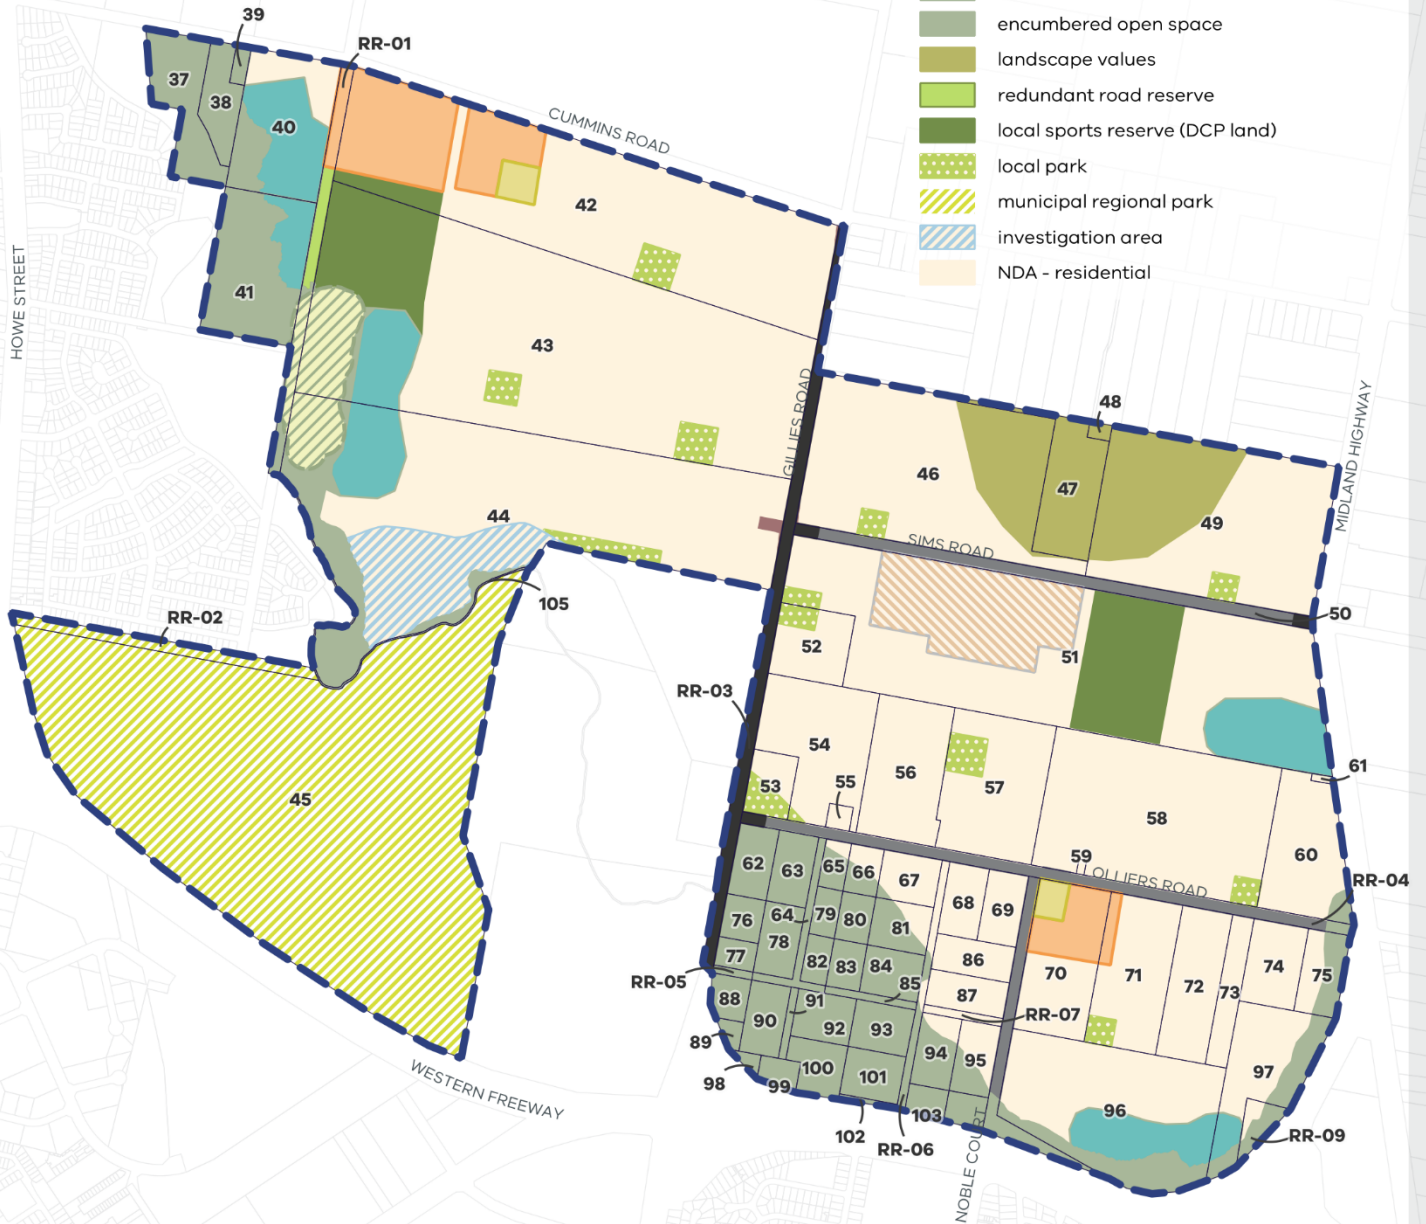 39
RR-01
encumbered open space
landscape values
redundant road reserve
local sports reserve (DCP land)
local park
municipal regional park
investigation area
NDA - residential
CUMMINS ROAD
37
38
40
42
41
43
HOWE STREET
GILLIES ROAD
MIDLAND HIGHWAY
48
46
47
49
44
SIMS ROAD
105
50
RR-02
52
51
RR-03
54
61
53
55
56
57
58
45
59
60
OLLIERS ROAD
RR-04
62
63
65
66
67
68
69
76
64
79
80
81
78
77
82
83
84
86
70
71
72
73
74
75
RR-05
85
87
88
91
RR-07
90
92
93
89
94
95
100
101
97
98
99
96
103
102
RR-06
RR-09
WESTERN FREEWAY
NOBLE COURT